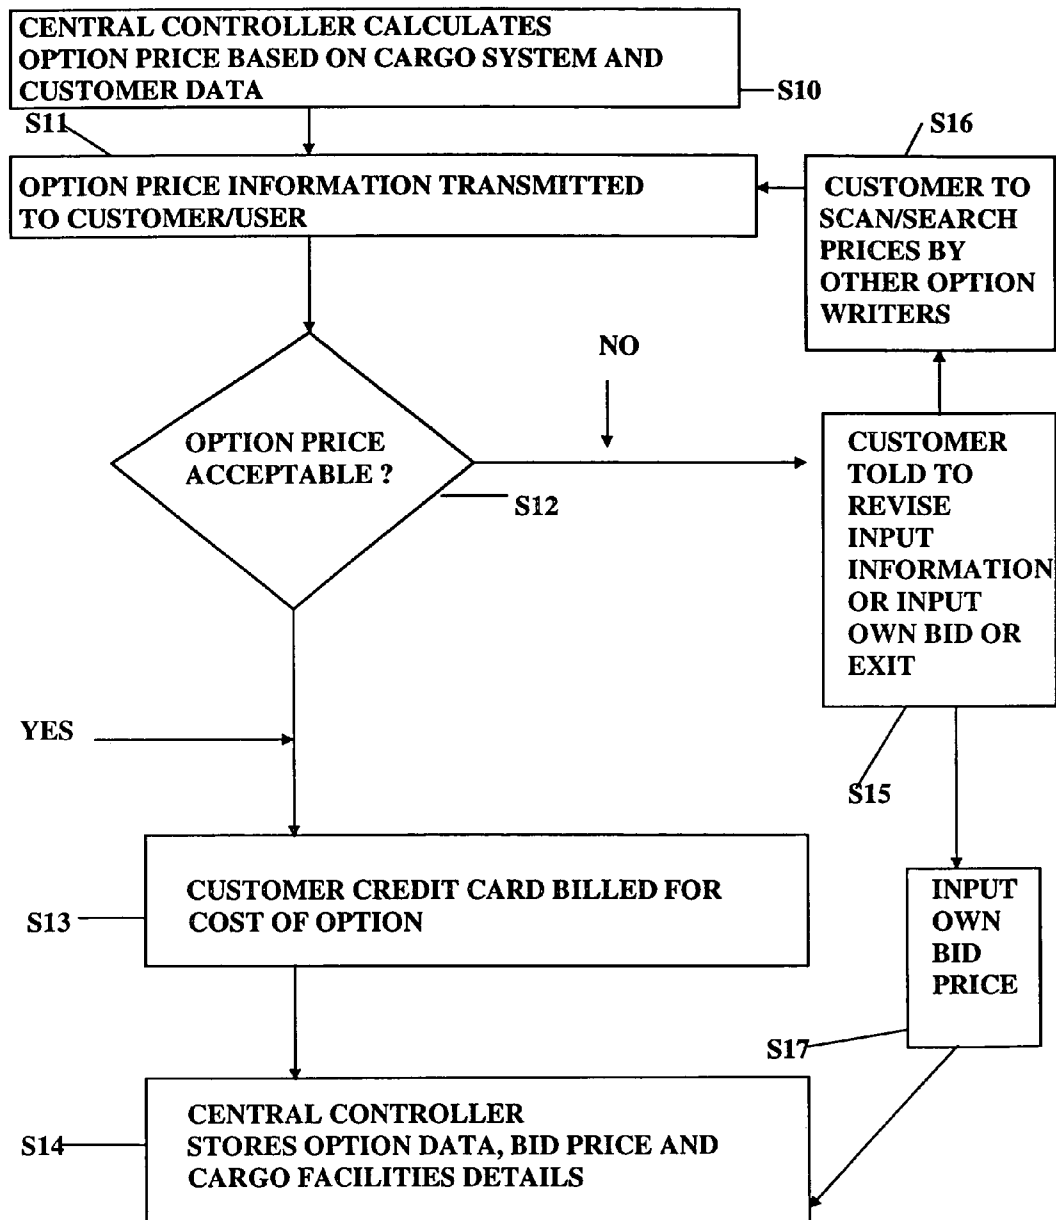 CENTRAL CONTROLLER CALCULATES
OPTION PRICE BASED ON CARGO SYSTEM AND
CUSTOMER DATA
S10
S11
OPTION PRICE INFORMATION TRANSMITTED
TO CUSTOMER/USER
S16
CUSTOMER TO
SCAN/SEARCH
PRICES BY
OTHER OPTION
WRITERS
NO
OPTION PRICE
ACCEPTABLE ?
S12
CUSTOMER
TOLD TO
REVISE
INPUT
INFORMATION
OR INPUT
OWN BID OR
EXIT
YES
S15
CUSTOMER CREDIT CARD BILLED FOR
COST OF OPTION
S13
INPUT
OWN
BID
PRICE
S17
CENTRAL CONTROLLER
STORES OPTION DATA, BID PRICE AND
CARGO FACILITIES DETAILS
S14